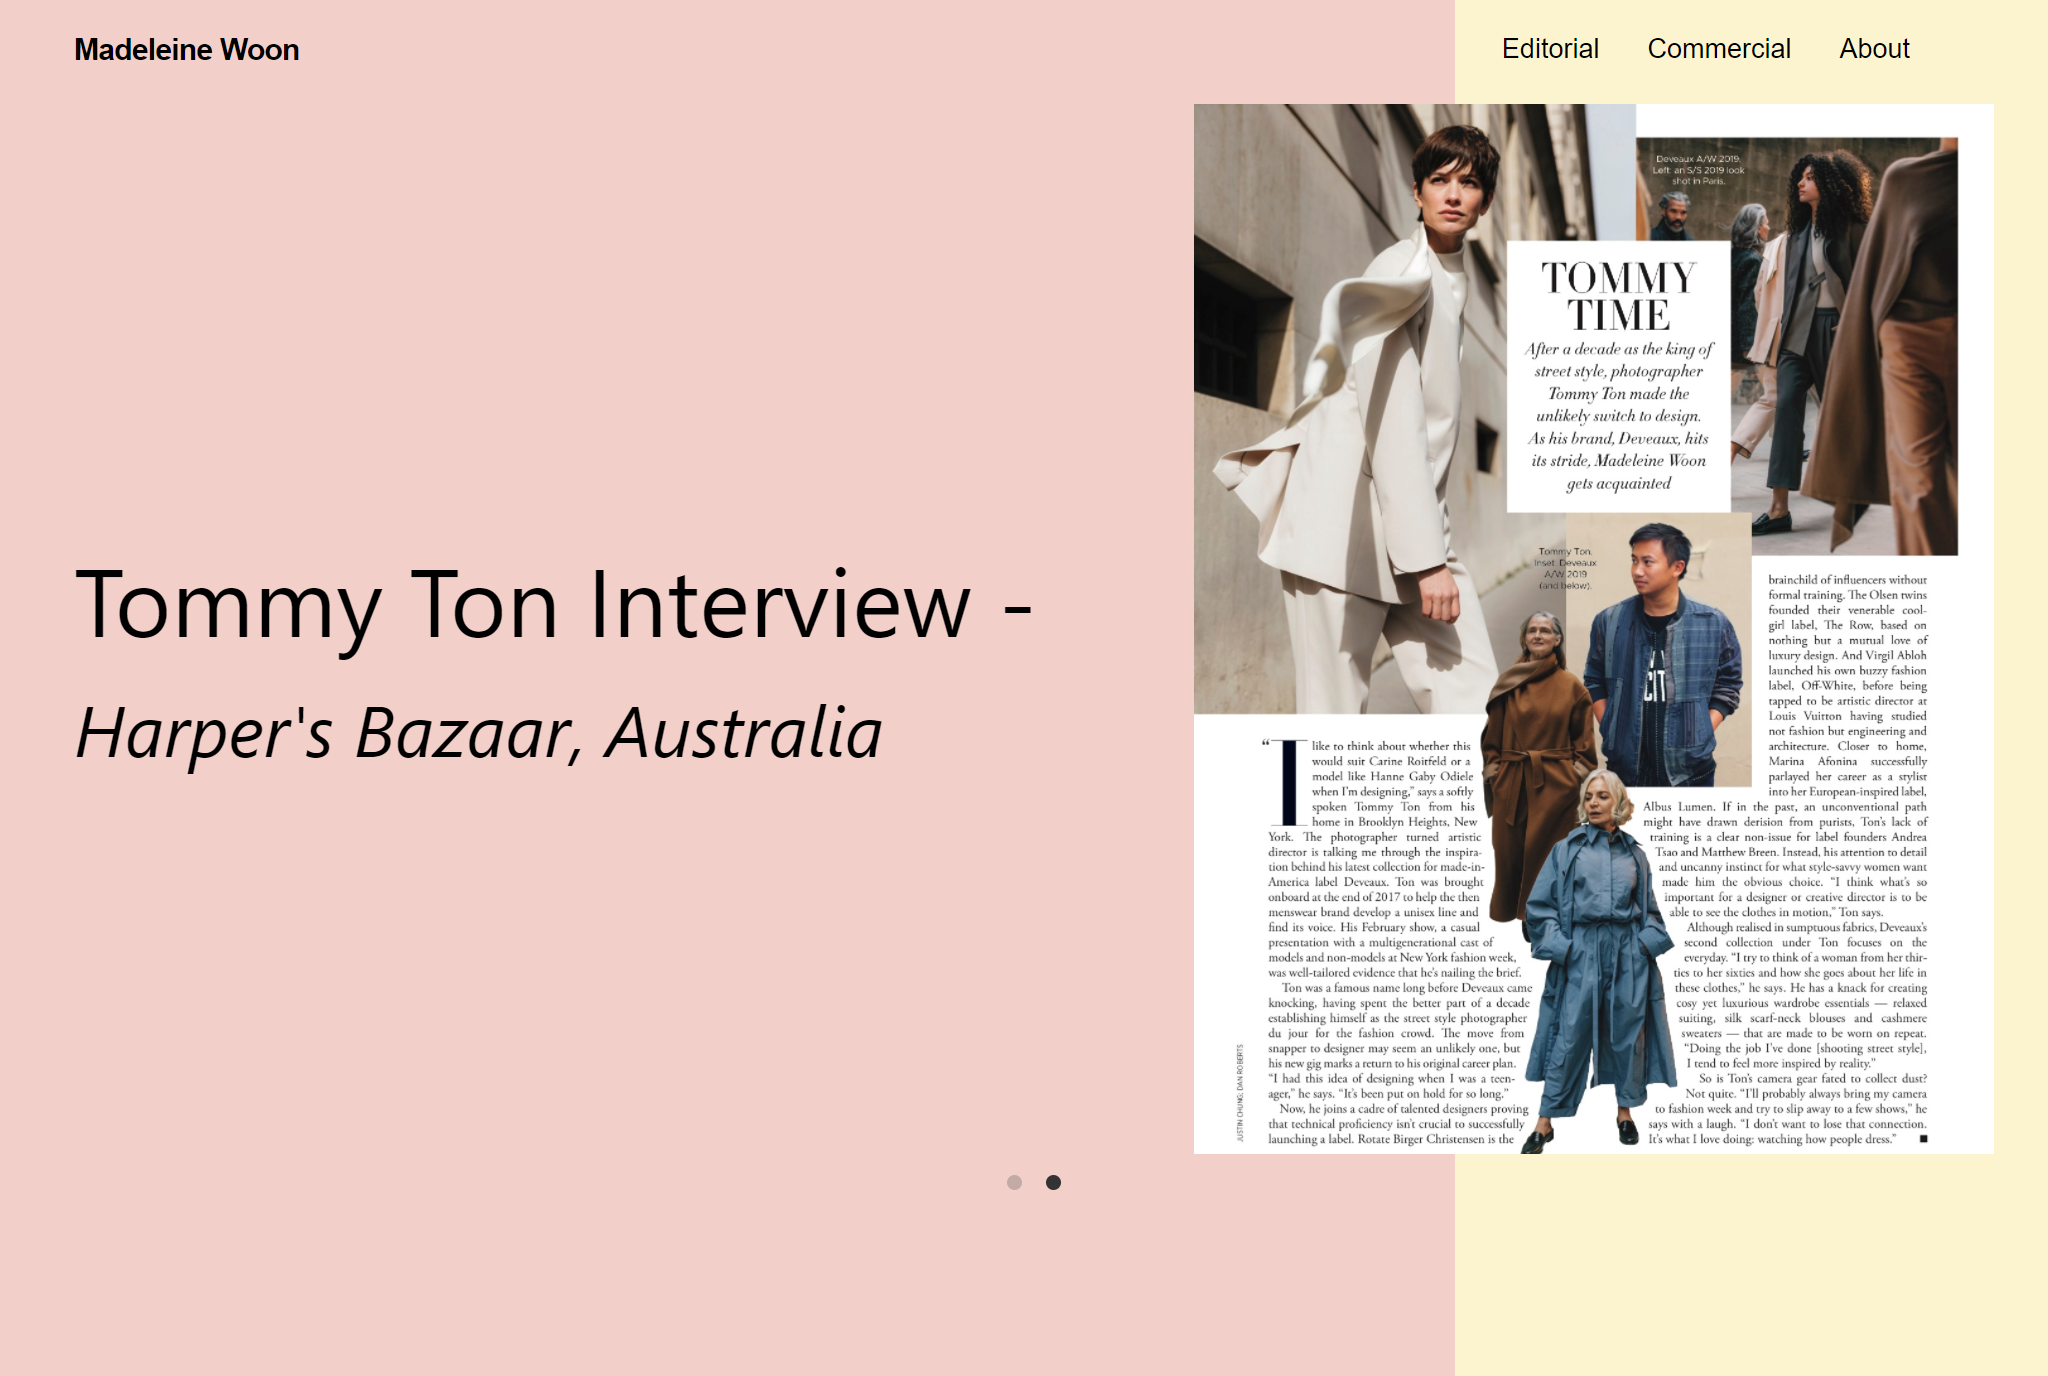 Madeleine Woon
Editorial
Commercial
About
Tommy Ton Interview -
Harper's Bazaar, Australia
Deveaux A/W 2019.
Left: an S/S 2019 look
shot in Paris.
TOMMY
TIME
After a decade as the king of
street style, photographer
Tommy Ton made the
unlikely switch to design.
As his brand, Deveaux, hits
its stride, Madeleine Woon
gets acquainted
Tommy Ton.
Inset: Deveaux
A/W 2019
(and below).
CIT
“I like to think about whether this
would suit Carine Roitfeld or a
model like Hanne Gaby Odiele
when I’m designing,” says a softly
spoken Tommy Ton from his
home in Brooklyn Heights, New
York. The photographer turned artistic
director is talking me through the inspira-
tion behind his latest collection for made-in-
America label Deveaux. Ton was brought
onboard at the end of 2017 to help the then
menswear brand develop a unisex line and
find its voice. His February show, a casual
presentation with a multigenerational cast of
models and non-models at New York fashion week,
was well-tailored evidence that he’s nailing the brief.
Ton was a famous name long before Deveaux came
knocking, having spent the better part of a decade
establishing himself as the street style photographer
du jour for the fashion crowd. The move from
snapper to designer may seem an unlikely one, but
his new gig marks a return to his original career plan.
“I had this idea of designing when I was a teen-
ager,” he says. “It’s been put on hold for so long.”
Now, he joins a cadre of talented designers proving
that technical proficiency isn’t crucial to successfully
launching a label. Rotate Birger Christensen is the
brainchild of influencers without
formal training. The Olsen twins
founded their venerable cool-
girl label, The Row, based on
nothing but a mutual love of
luxury design. And Virgil Abloh
launched his own buzzy fashion
label, Off-White, before being
tapped to be artistic director at
Louis Vuitton having studied
not fashion but engineering and
architecture. Closer to home,
Marina Afonina successfully
parlayed her career as a stylist
into her European-inspired label,
Albus Lumen. If in the past, an unconventional path
might have drawn derision from purists, Ton’s lack of
training is a clear non-issue for label founders Andrea
Tsao and Matthew Breen. Instead, his attention to detail
and uncanny instinct for what style-savvy women want
made him the obvious choice. “I think what’s so
important for a designer or creative director is to be
able to see the clothes in motion,” Ton says.
Although realised in sumptuous fabrics, Deveaux’s
second collection under Ton focuses on the
everyday. “I try to think of a woman from her thir-
ties to her sixties and how she goes about her life in
these clothes,” he says. He has a knack for creating
cosy yet luxurious wardrobe essentials — relaxed
suiting, silk scarf-neck blouses and cashmere
sweaters — that are made to be worn on repeat.
“Doing the job I’ve done [shooting street style],
I tend to feel more inspired by reality.”
So is Ton’s camera gear fated to collect dust?
Not quite. “I’ll probably always bring my camera
to fashion week and try to slip away to a few shows,” he
says with a laugh. “I don’t want to lose that connection.
It’s what I love doing: watching how people dress.”
JUSTIN CHUNG; DAN ROBERTS